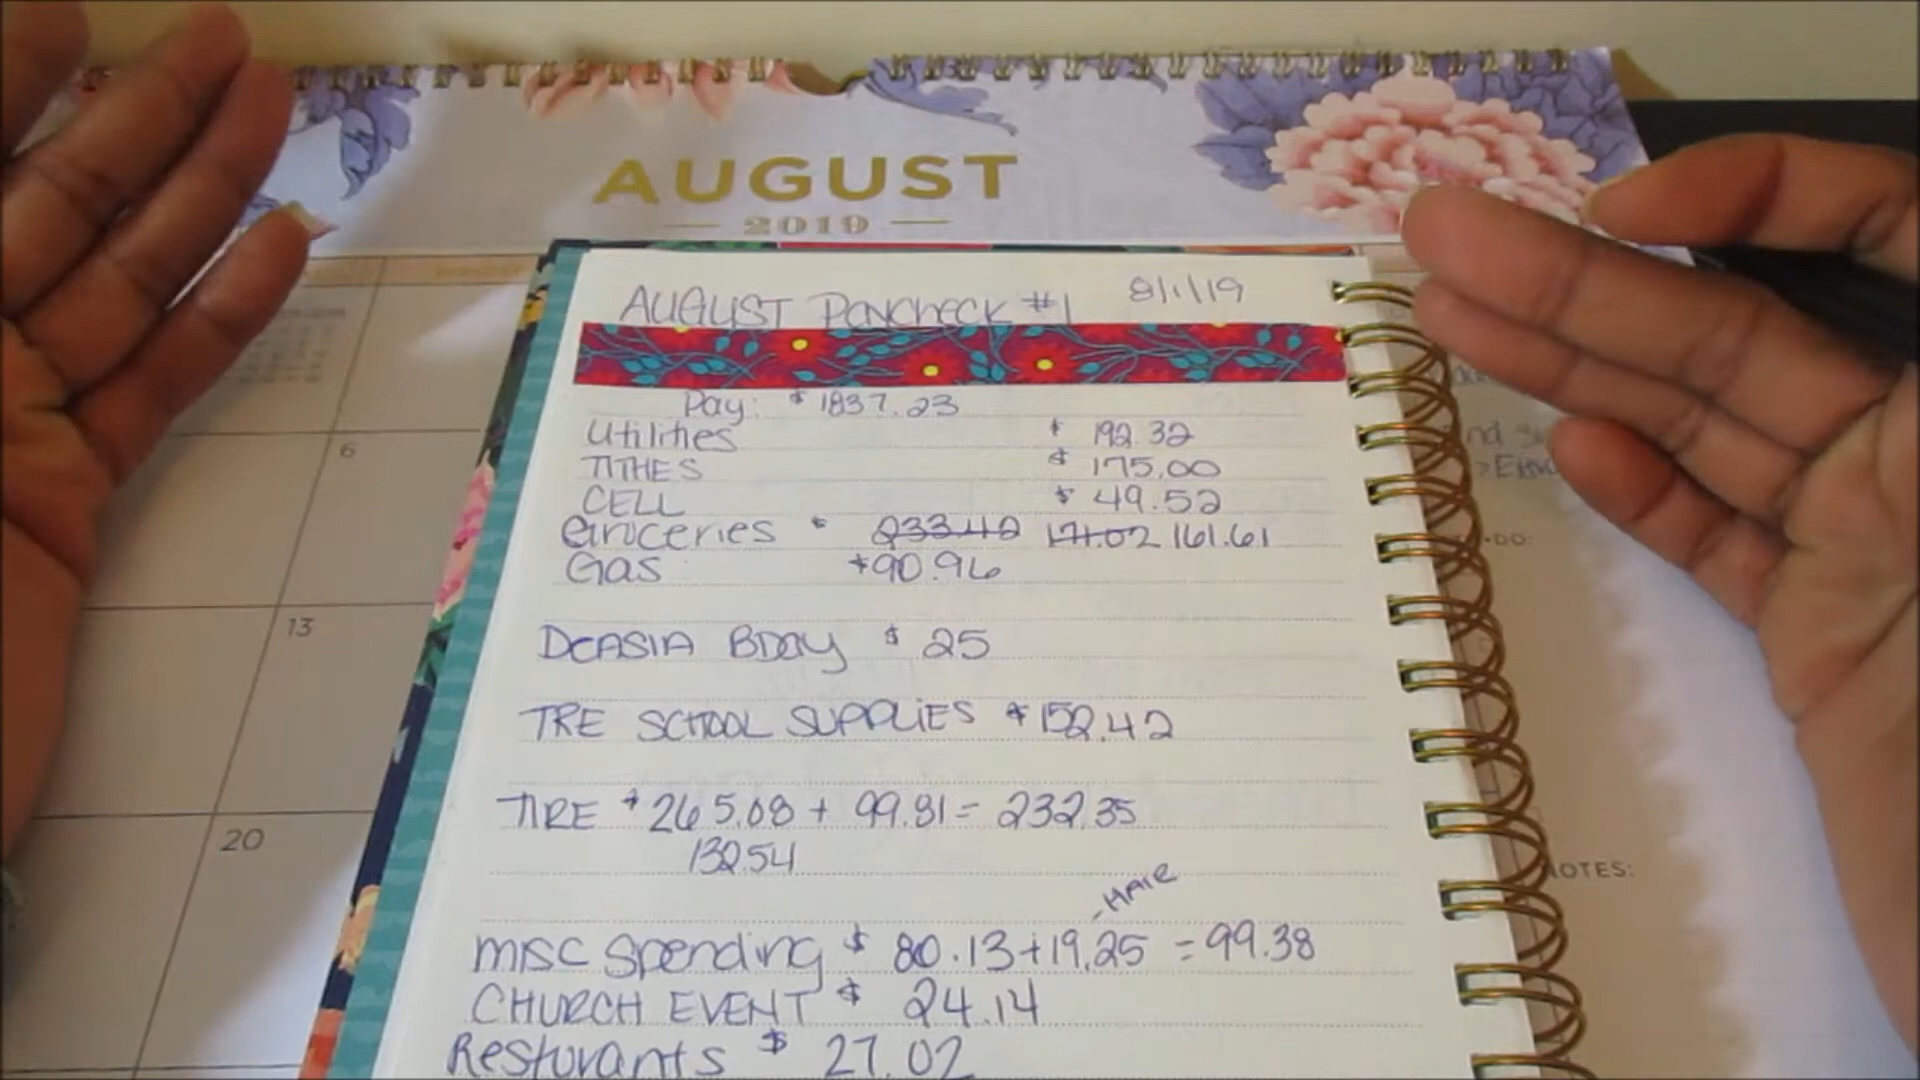 AUGUST
2019
AUGUST PAYCHECK #1 8/1/19
Pay: $1837.23
Utilities $ 192.32
TITHES $ 175.00
CELL $ 49.52
Groceries $ 233.42 171.02 161.61
Gas $90.96
DEASIA BDAY $ 25
TRE SCHOOL SUPPLIES $152.42
TIRE $265.08 + 99.81 = 232.35
132.54
-HAIR
MISC Spending $ 80.13+19.25 = 99.38
CHURCH EVENT $ 24.14
Resturants $ 27.02
6
13
20
NOTES: